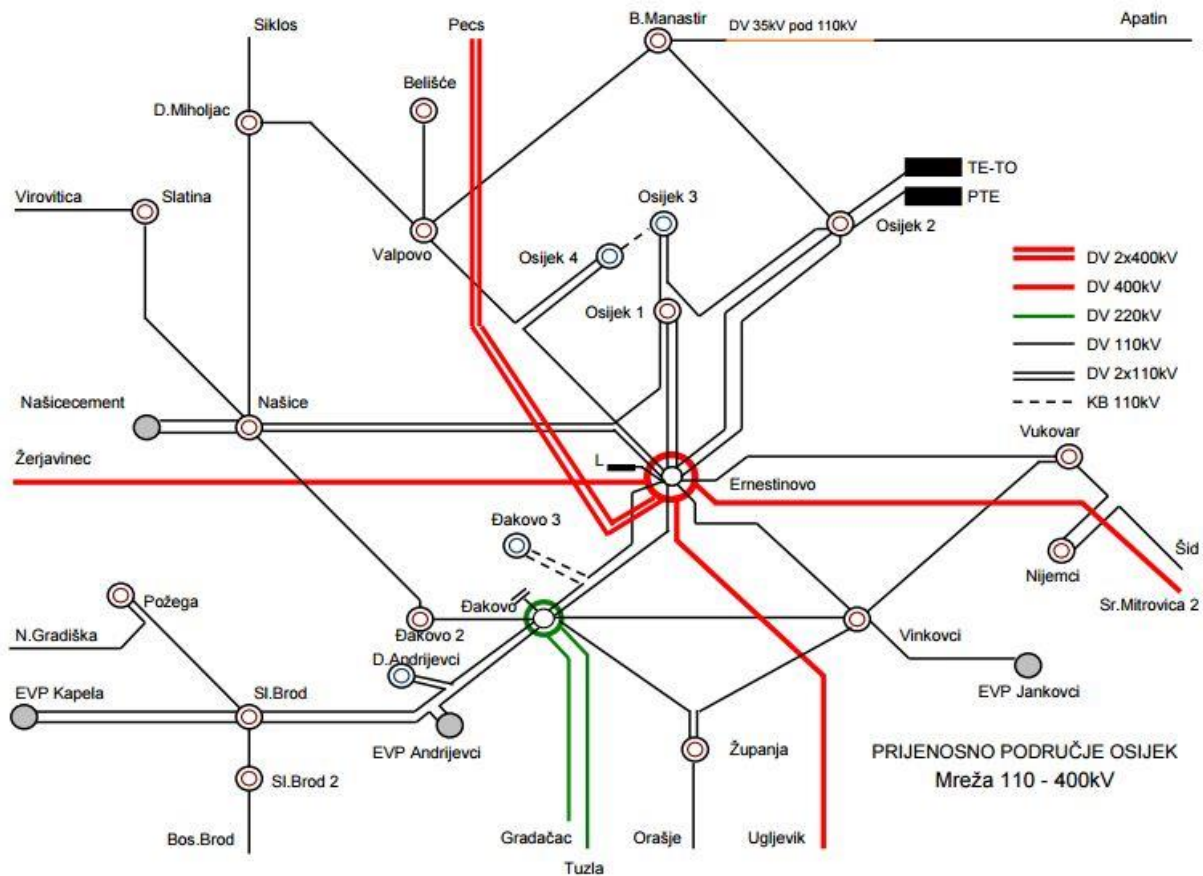 Siklos
Pecs
B.Manastir
DV 35kV pod 110kV
Apatin
Belišće
D.Miholjac
TE-TO
Virovitica
Slatina
Osijek 3
PTE
Osijek 2
Valpovo
Osijek 4
DV 2x400kV
DV 400kV
Osijek 1
DV 220kV
DV 110kV
DV 2x110kV
Našicecement
Našice
KB 110kV
Vukovar
Žerjavinec
L
Ernestinovo
Đakovo 3
Šid
Nijemci
Požega
Đakovo
Sr.Mitrovica 2
N.Gradiška
Đakovo 2
Vinkovci
D.Andrijevci
EVP Kapela
Sl.Brod
EVP Jankovci
EVP Andrijevci
Županja
PRIJENOSNO PODRUČJE OSIJEK
Mreža 110 - 400kV
Sl.Brod 2
Bos.Brod
Gradačac
Orašje
Ugljevik
Tuzla